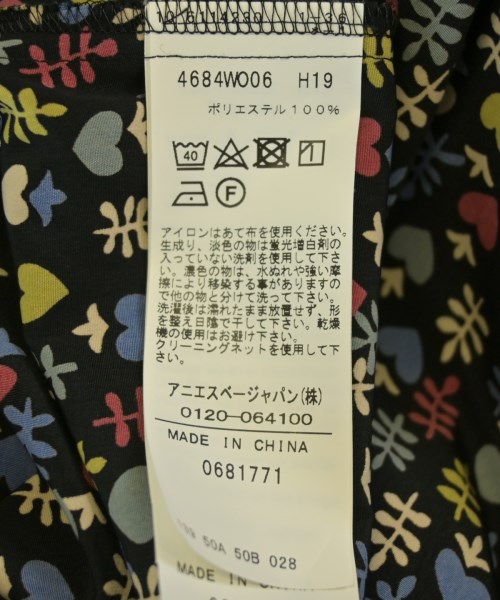 4684W006 H19
ポリエステル100%
40
F
アイロンはあて布を使用ください。
生成り、淡色の物は蛍光増白剤の
入っていない洗剤を使用して下さ
い。濃色の物は、水ぬれや強い摩
擦により移染する事がありますの
で他の物と分けて洗って下さい。
洗濯後は濡れたまま放置せず、形
を整え日陰で干して下さい。乾燥
機の使用はお避け下さい。
クリーニングネットを使用して下
さい。
アニエスベージャパン(株)
0120-064100
MADE IN CHINA
0681771
50A 50B 028
MADE IN